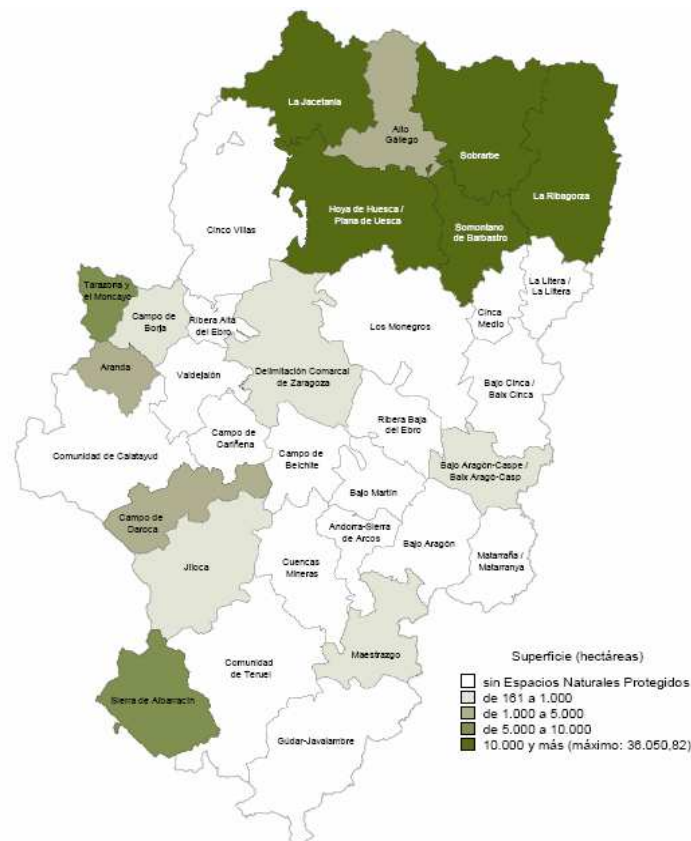 La Jacetania
Alto
Gállego
Sobrarbe
La Ribagorza
Hoya de Huesca /
Plana de Uesca
Somontano
de Barbastro
Cinco Villas
Tarazona y
el Moncayo
Campo de
Borja
Ribera Alta
del Ebro
La Litera /
La Llitera
Cinca
Medio
Los Monegros
Aranda
Valdejalón
Delimitación Comarcal
de Zaragoza
Bajo Cinca /
Baix Cinca
Ribera Baja
del Ebro
Campo de
Cariñena
Comunidad de Calatayud
Campo de
Belchite
Bajo Aragón-Caspe /
Baix Aragó-Casp
Bajo Martín
Campo de
Daroca
Andorra-Sierra
de Arcos
Bajo Aragón
Matarraña /
Matarranya
Jiloca
Cuencas
Mineras
Maestrazgo
Comunidad
de Teruel
Sierra de Albarracín
Gúdar-Javalambre
Superficie (hectáreas)
sin Espacios Naturales Protegidos
de 161 a 1.000
de 1.000 a 5.000
de 5.000 a 10.000
10.000 y más (máximo: 36.050,82)